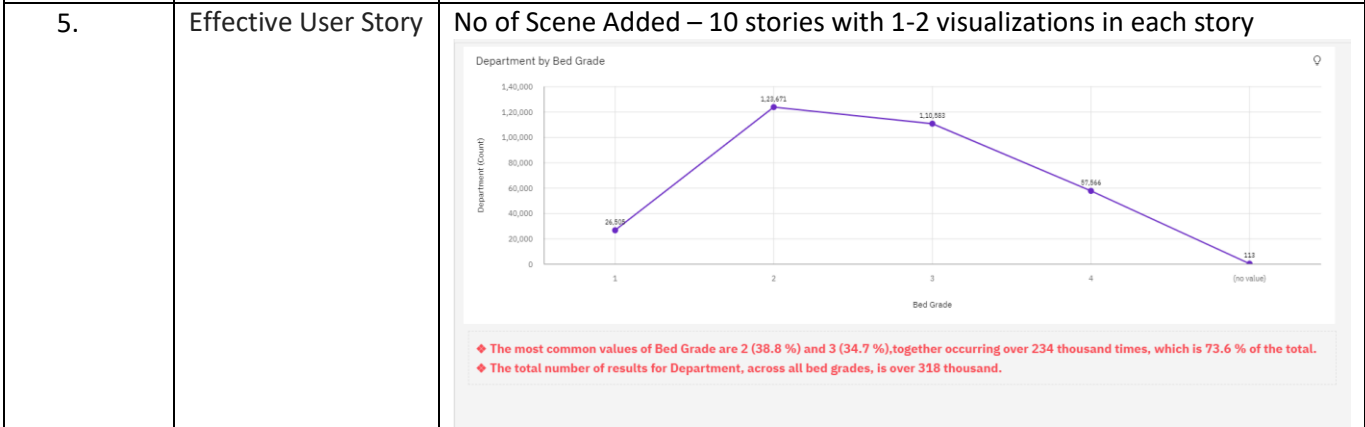 5.
Effective User Story
No of Scene Added – 10 stories with 1-2 visualizations in each story
Department by Bed Grade
1,40,000
1,20,000
1,00,000
80,000
60,000
40,000
20,000
0
Department (Count)
26,509
1,23,671
1,10,583
57,566
113
1
2
3
4
(no value)
Bed Grade
❖ The most common values of Bed Grade are 2 (38.8 %) and 3 (34.7 %),together occurring over 234 thousand times, which is 73.6 % of the total.
❖ The total number of results for Department, across all bed grades, is over 318 thousand.